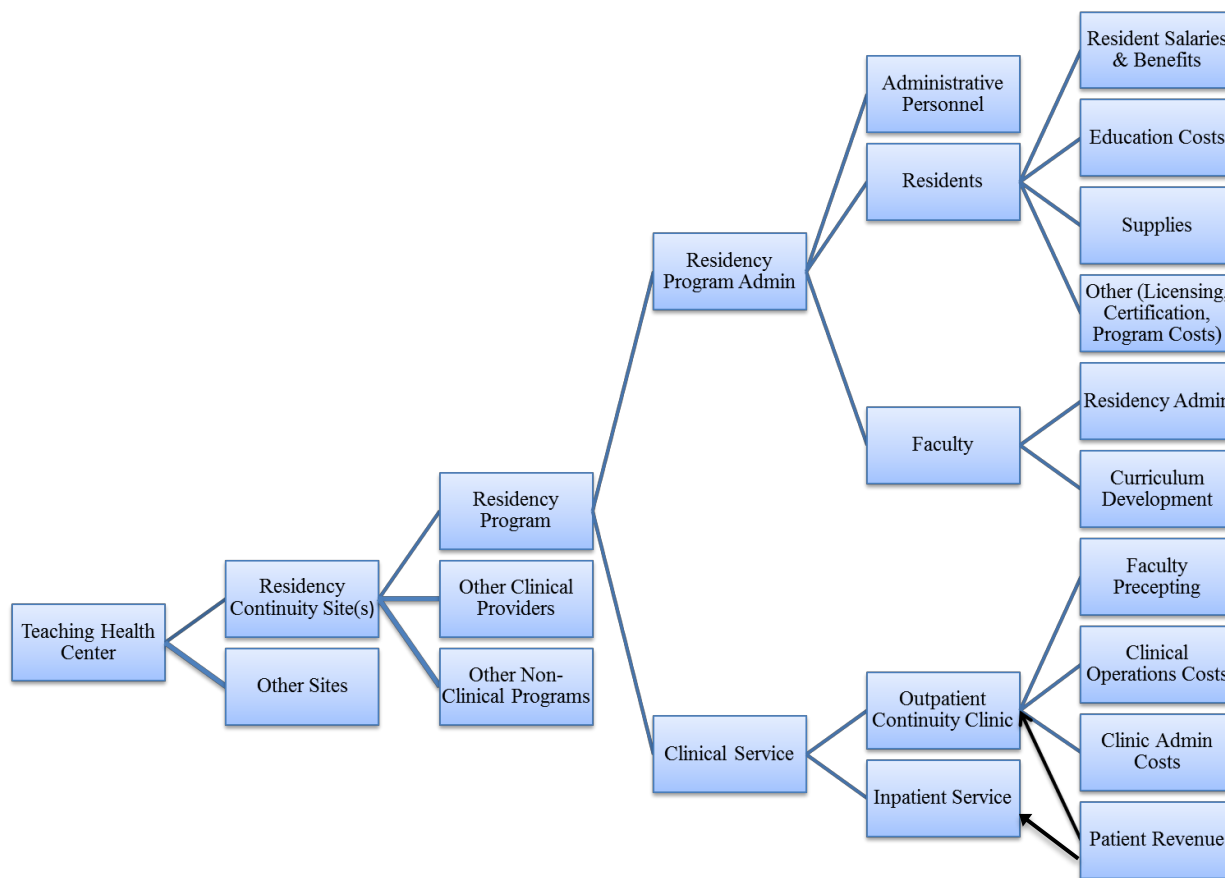 Teaching Health
Center
Residency
Continuity Site(s)
Other Sites
Residency
Program
Other Clinical
Providers
Other Non-
Clinical Programs
Residency
Program Admin
Clinical Service
Administrative
Personnel
Residents
Faculty
Outpatient
Continuity Clinic
Inpatient Service
Resident Salaries
& Benefits
Education Costs
Supplies
Other (Licensing,
Certification,
Program Costs)
Residency Admin
Curriculum
Development
Faculty
Precepting
Clinical
Operations Costs
Clinic Admin
Costs
Patient Revenue